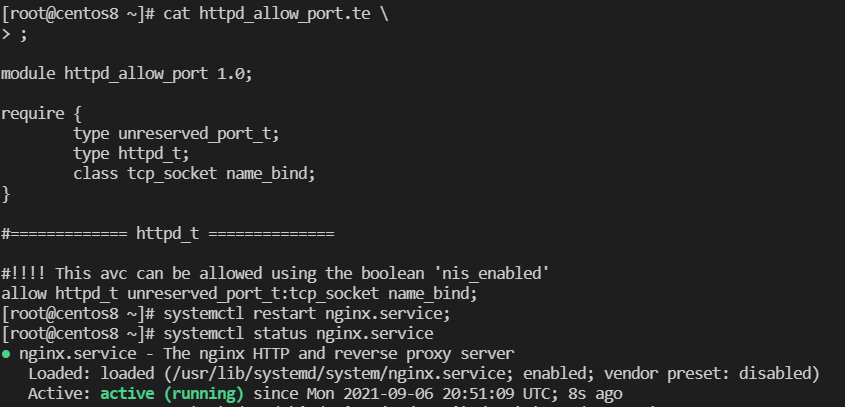 [root@centos8 ~]# cat httpd_allow_port.te \
> ;
module httpd_allow_port 1.0;
require {
        type unreserved_port_t;
        type httpd_t;
        class tcp_socket name_bind;
}
#============= httpd_t ==============
#!!!! This avc can be allowed using the boolean 'nis_enabled'
allow httpd_t unreserved_port_t:tcp_socket name_bind;
[root@centos8 ~]# systemctl restart nginx.service;
[root@centos8 ~]# systemctl status nginx.service
● nginx.service - The nginx HTTP and reverse proxy server
   Loaded: loaded (/usr/lib/systemd/system/nginx.service; enabled; vendor preset: disabled)
   Active: active (running) since Mon 2021-09-06 20:51:09 UTC; 8s ago